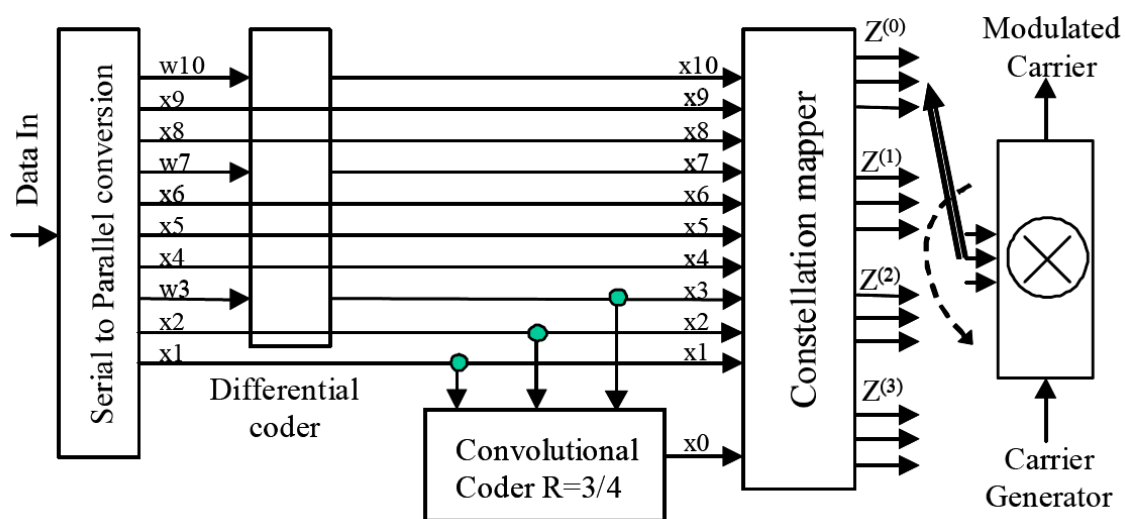 Data In
Serial to Parallel conversion
w10
x9
x8
w7
x6
x5
x4
w3
x2
x1
Differential
coder
x10
x9
x8
x7
x6
x5
x4
x3
x2
x1
Convolutional
Coder R=3/4
x0
Constellation mapper
Z(0)
Z(1)
Z(2)
Z(3)
Modulated
Carrier
Carrier
Generator